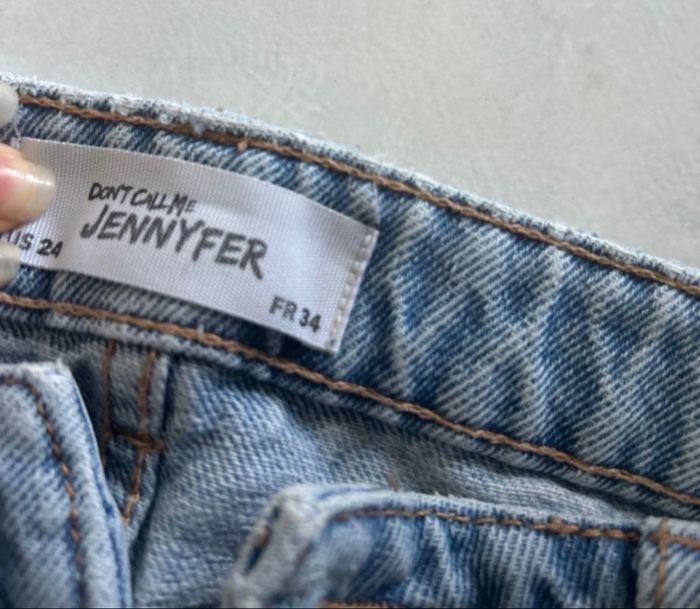 DON'T CALL ME
JENNYFER
US 24
FR 34